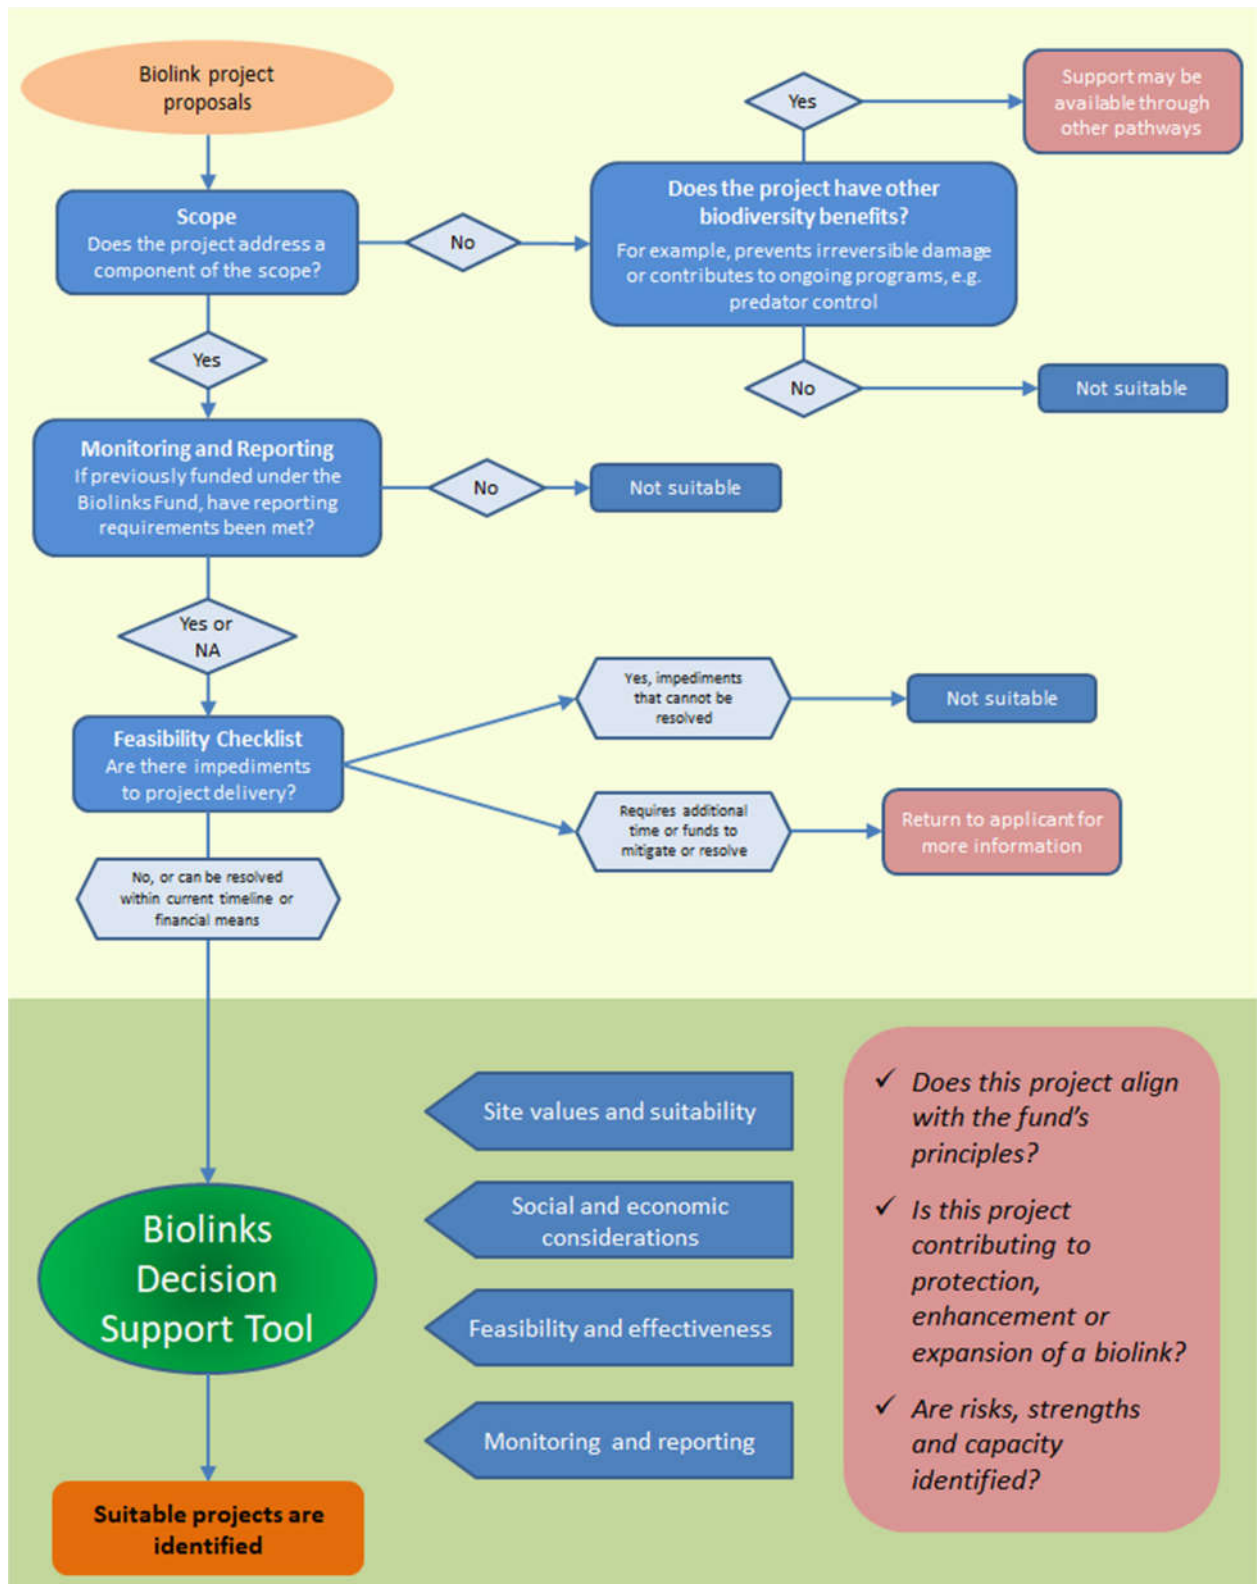 Biolink project
proposals
Yes
Support may be
available through
other pathways
Scope
Does the project address a
component of the scope?
No
Does the project have other
biodiversity benefits?
For example, prevents irreversible damage
or contributes to ongoing programs, e.g.
predator control
Yes
No
Not suitable
Monitoring and Reporting
If previously funded under the
Biolinks Fund, have reporting
requirements been met?
No
Not suitable
Yes or
NA
Yes, impediments
that cannot be
resolved
Not suitable
Feasibility Checklist
Are there impediments
to project delivery?
Requires additional
time or funds to
mitigate or resolve
Return to applicant for
more information
No, or can be resolved
within current timeline or
financial means
Biolinks
Decision
Support Tool
Site values and suitability
Social and economic
considerations
Feasibility and effectiveness
Monitoring and reporting
✓ Does this project align
with the fund's
principles?
✓ Is this project
contributing to
protection,
enhancement or
expansion of a biolink?
✓ Are risks, strengths
and capacity
identified?
Suitable projects are
identified